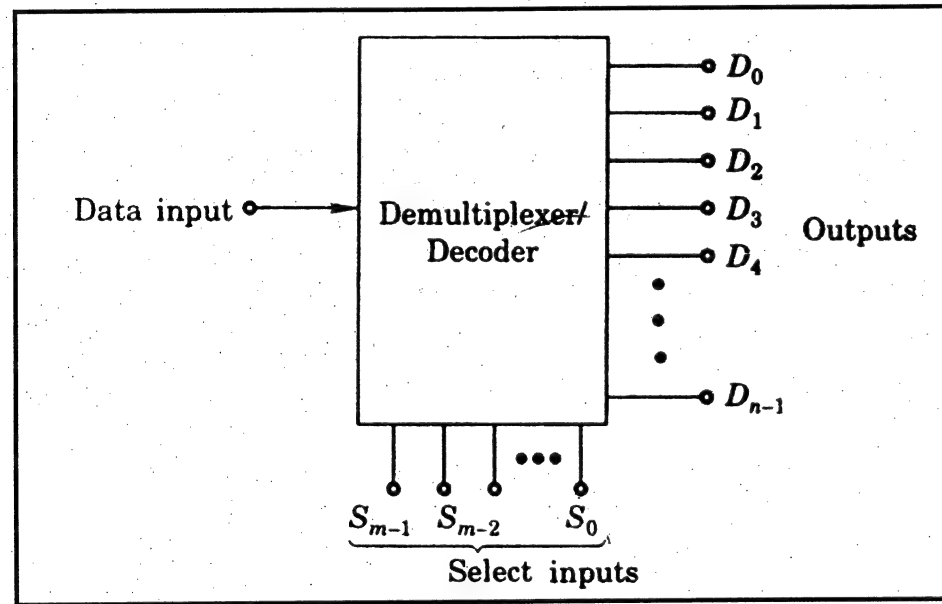 D₀
D₁
D₂
Data input
Demultiplexer/
Decoder
D₃
Outputs
D₄
Dₙ₋₁
Sₘ₋₁ Sₘ₋₂ S₀
Select inputs